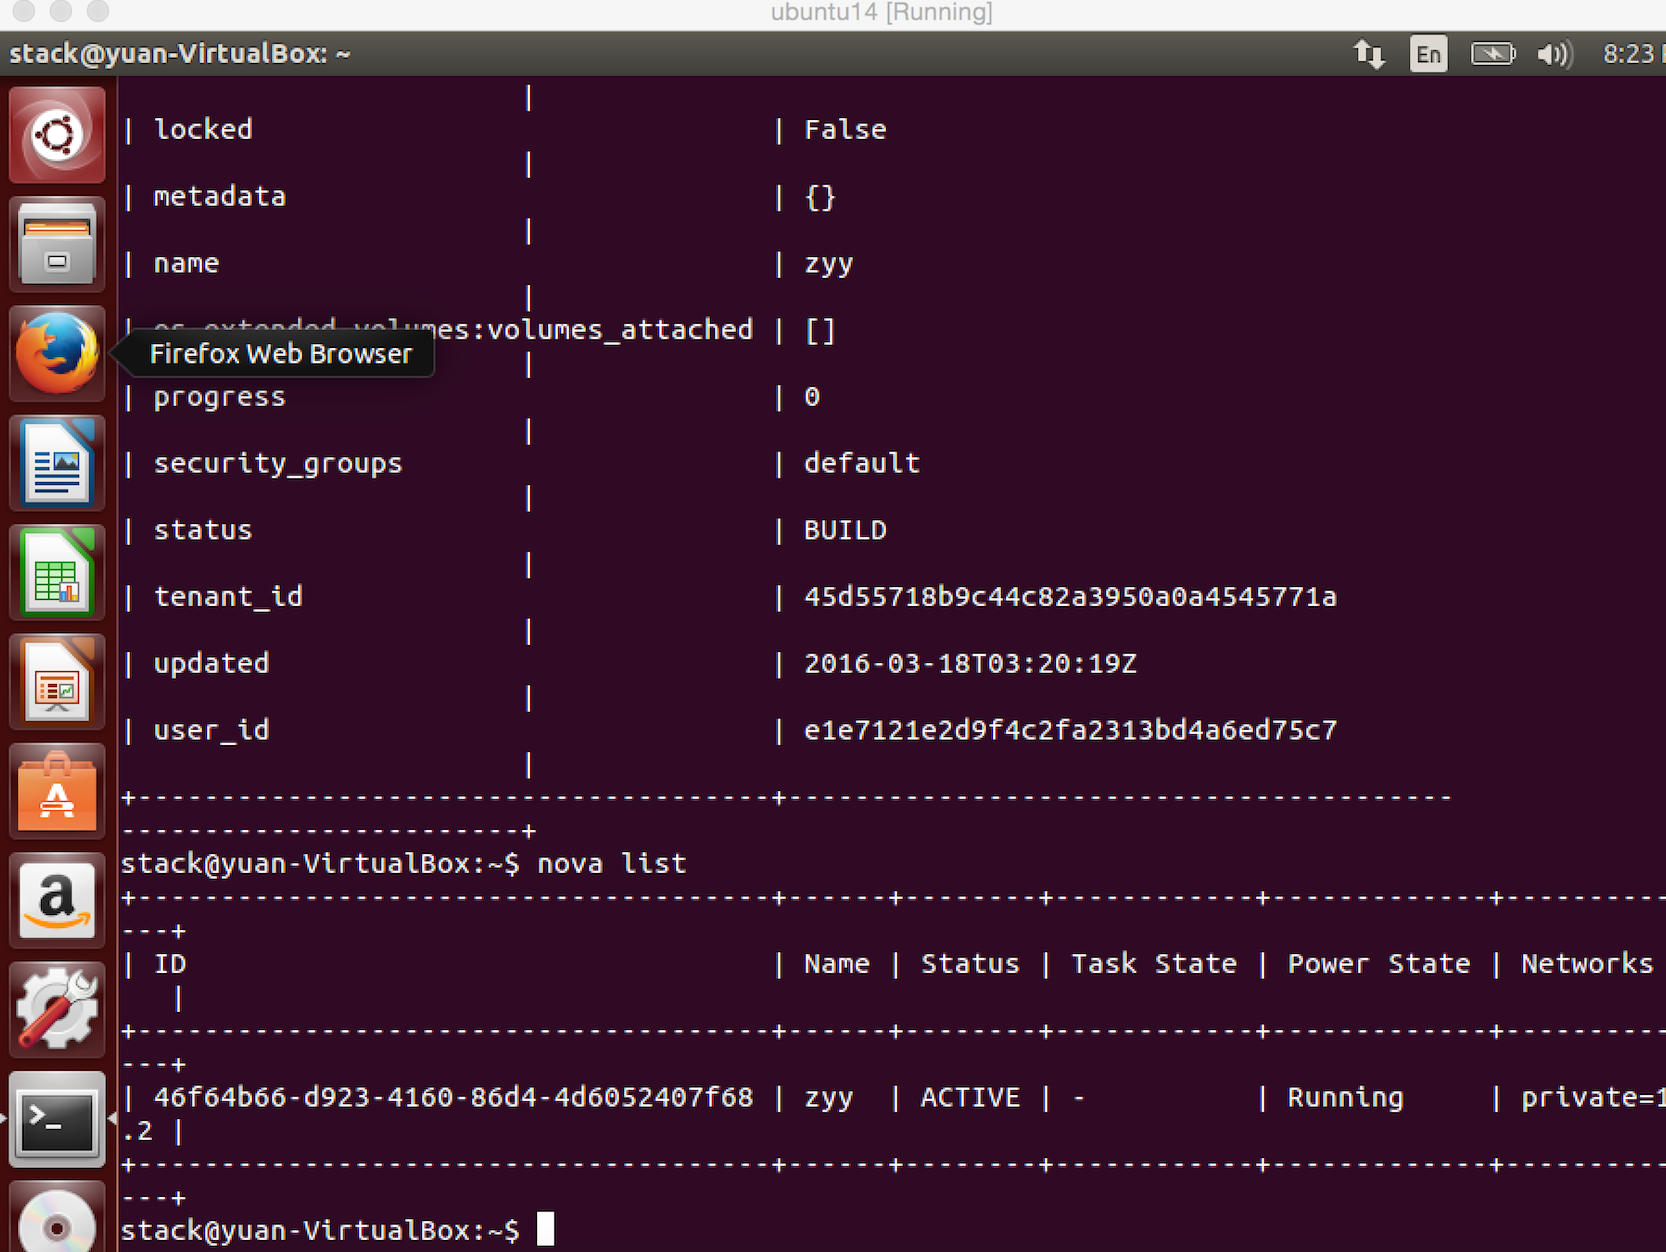 ubuntu14 [Running]
stack@yuan-VirtualBox: ~
En
8:23
|
| locked | False
|
| metadata | {}
|
| name | zyy
|
| os-extended-volumes:volumes_attached | []
Firefox Web Browser
|
| progress | 0
|
| security_groups | default
|
| status | BUILD
|
| tenant_id | 45d55718b9c44c82a3950a0a4545771a
|
| updated | 2016-03-18T03:20:19Z
|
| user_id | e1e7121e2d9f4c2fa2313bd4a6ed75c7
|
+--------------------------------------+----------------------------------------
------------------------+
stack@yuan-VirtualBox:~$ nova list
+--------------------------------------+------+--------+------------+-------------+----------
---+
| ID | Name | Status | Task State | Power State | Networks
|
+--------------------------------------+------+--------+------------+-------------+----------
---+
| 46f64b66-d923-4160-86d4-4d6052407f68 | zyy | ACTIVE | - | Running | private=1
.2 |
+--------------------------------------+------+--------+------------+-------------+----------
---+
stack@yuan-VirtualBox:~$